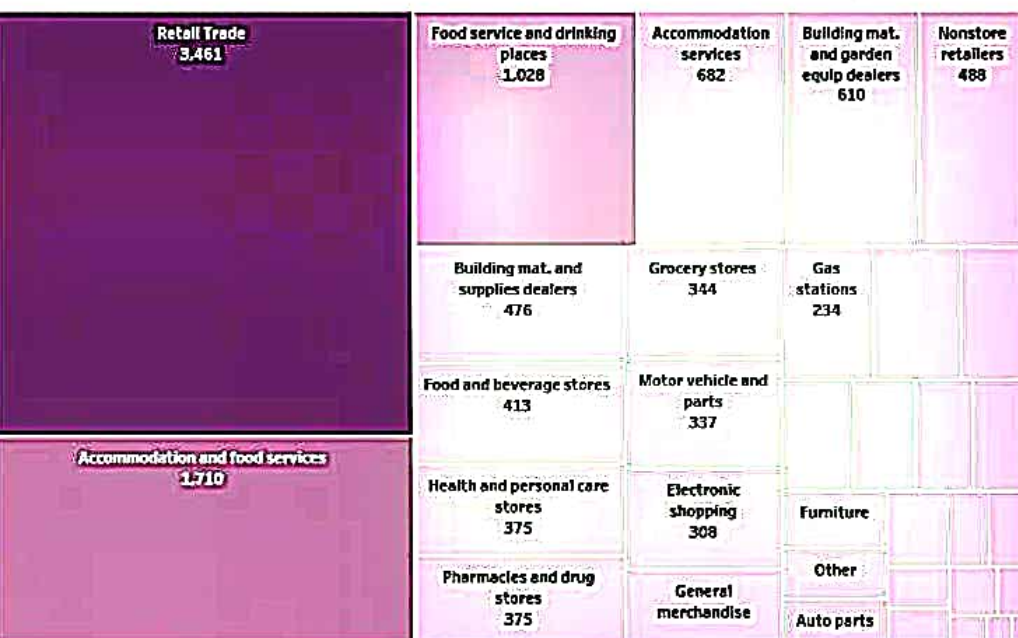 Retail Trade
3,461
Food service and drinking
places
1,028
Accommodation
services
682
Building mat.
and garden
equip dealers
610
Nonstore
retailers
488
Building mat. and
supplies dealers
476
Grocery stores
344
Gas
stations
234
Food and beverage stores
413
Motor vehicle and
parts
337
Accommodation and food services
1,710
Health and personal care
stores
375
Electronic
shopping
308
Furniture
Pharmacies and drug
stores
375
General
merchandise
Other
Auto parts